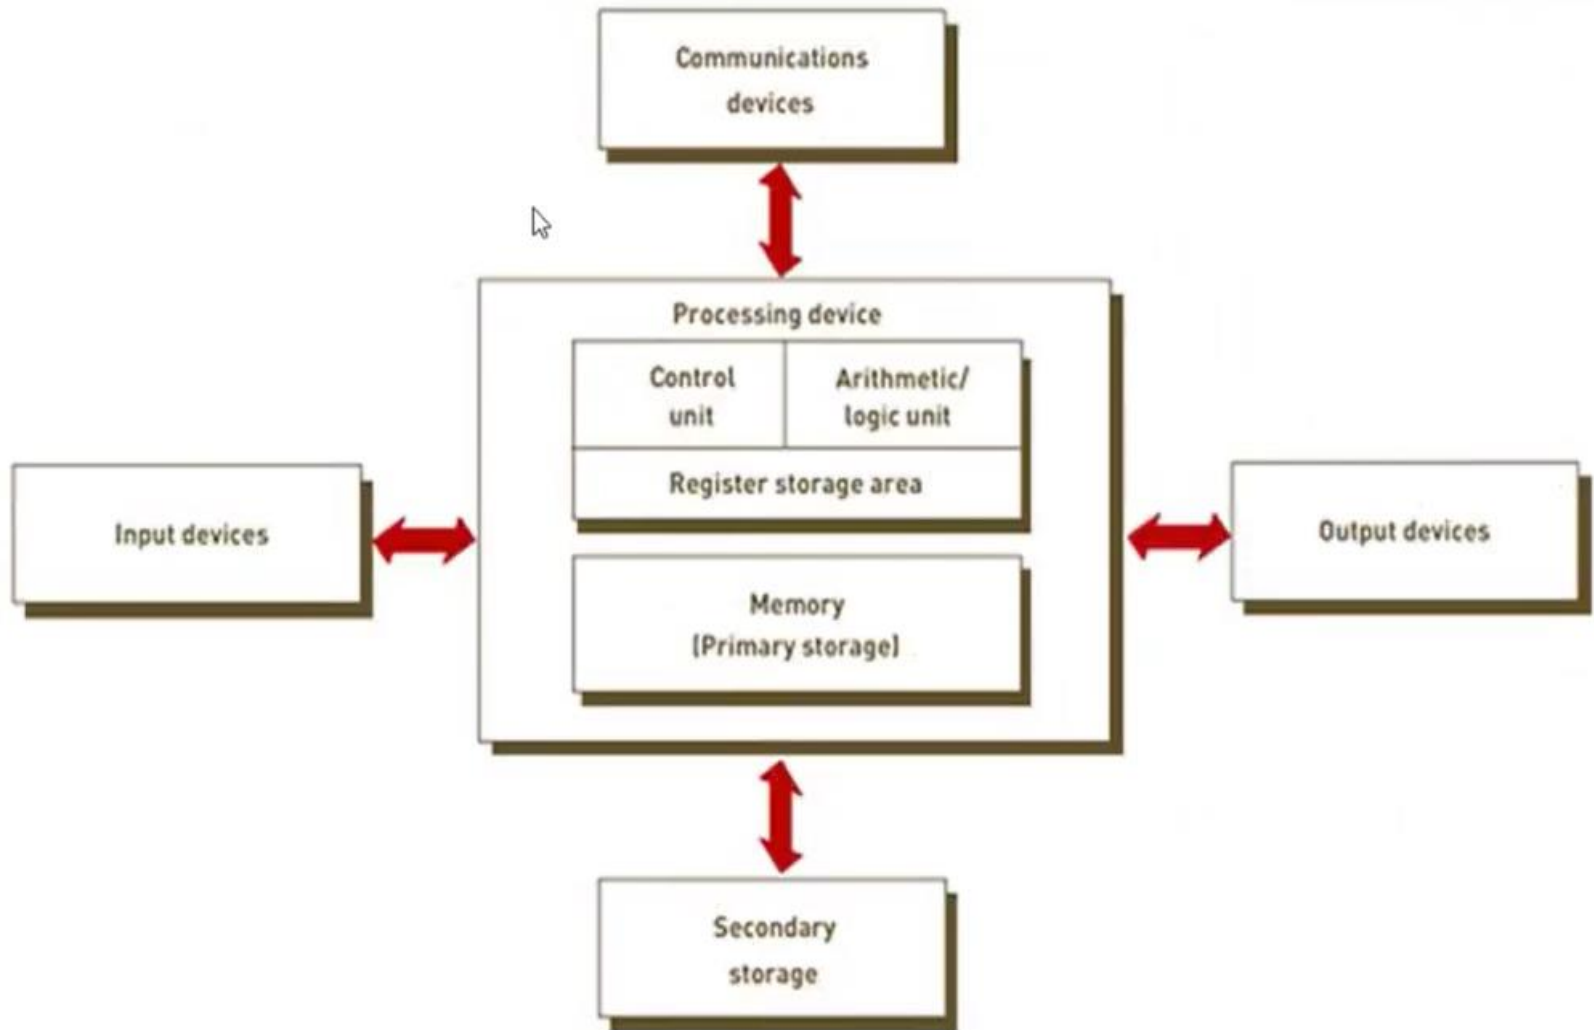 Communications
devices
Processing device
Control
unit
Arithmetic/
logic unit
Register storage area
Input devices
Output devices
Memory
(Primary storage)
Secondary
storage